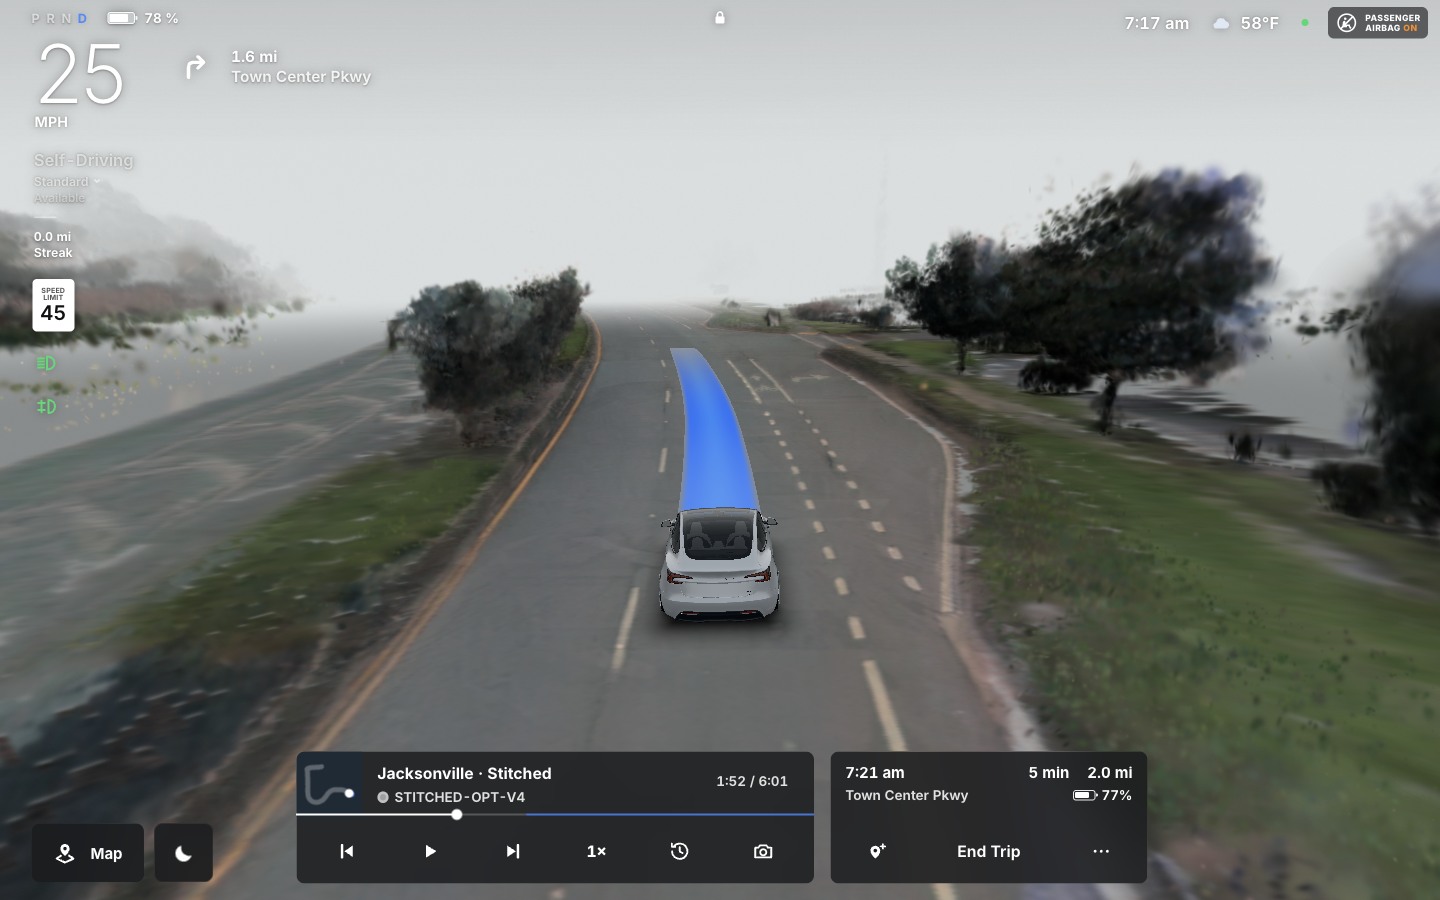 P R N D
78 %
7:17 am
58°F
PASSENGER
AIRBAG ON
25
MPH
1.6 mi
Town Center Pkwy
Self-Driving
Standard
Available
0.0 mi
Streak
SPEED
LIMIT
45
Jacksonville · Stitched
STITCHED-OPT-V4
1:52 / 6:01
1×
7:21 am
5 min
2.0 mi
Town Center Pkwy
77%
End Trip
Map